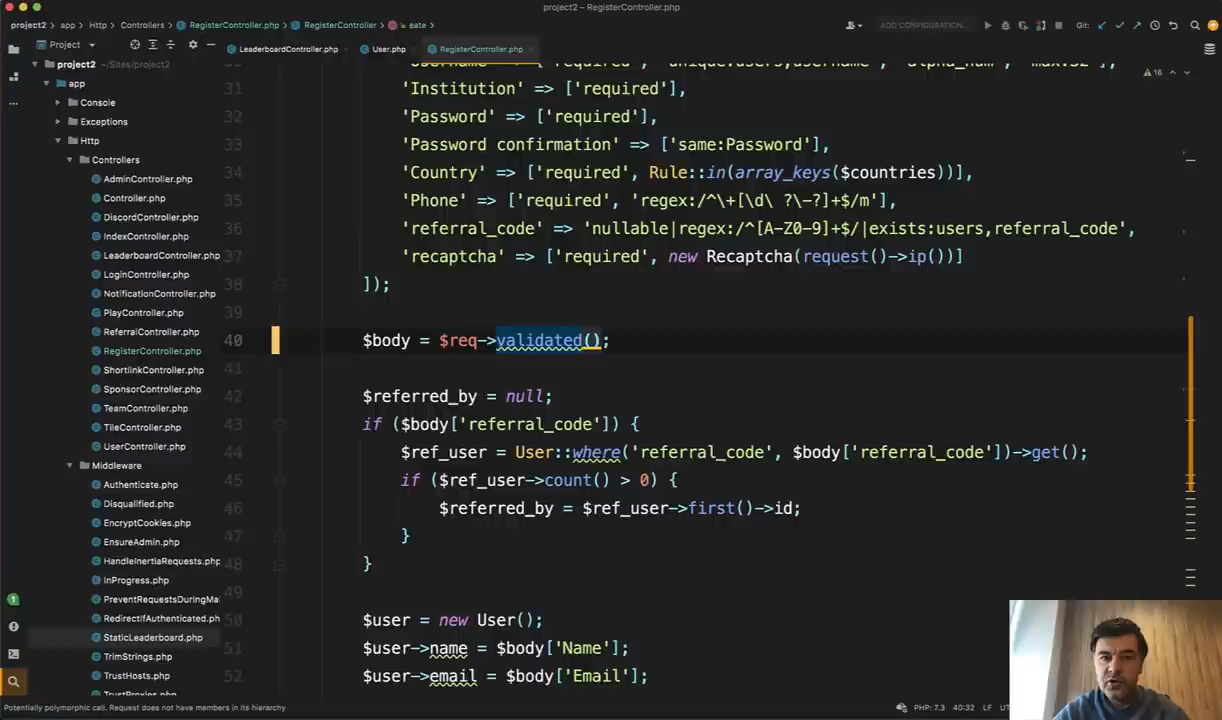 project2 – RegisterController.php
project2 › app › Http › Controllers › RegisterController.php › RegisterController › eate
ADD CONFIGURATION...
Git:
Project
LeaderboardController.php
User.php
RegisterController.php
project2 ~/Sites/project2
app
Console
Exceptions
Http
Controllers
AdminController.php
Controller.php
DiscordController.php
IndexController.php
LeaderboardController.php
LoginController.php
NotificationController.php
PlayController.php
ReferralController.php
RegisterController.php
ShortlinkController.php
SponsorController.php
TeamController.php
TileController.php
UserController.php
Middleware
Authenticate.php
Disqualified.php
EncryptCookies.php
EnsureAdmin.php
HandleInertiaRequests.php
inProgress.php
PreventRequestsDuringMai
RedirectIfAuthenticated.ph
StaticLeaderboard.php
TrimStrings.php
TrustHosts.php
TrustProxies.php
16
31 'Institution' => ['required'],
32 'Password' => ['required'],
33 'Password confirmation' => ['same:Password'],
34 'Country' => ['required', Rule::in(array_keys($countries))],
35 'Phone' => ['required', 'regex:/^\+[\d\ ?\-?]+$/m'],
36 'referral_code' => 'nullable|regex:/^[A-Z0-9]+$/|exists:users,referral_code',
37 'recaptcha' => ['required', new Recaptcha(request()->ip())]
38 ]);
39
40 $body = $req->validated();
41
42 $referred_by = null;
43 if ($body['referral_code']) {
44 $ref_user = User::where('referral_code', $body['referral_code'])->get();
45 if ($ref_user->count() > 0) {
46 $referred_by = $ref_user->first()->id;
47 }
48 }
49
50 $user = new User();
51 $user->name = $body['Name'];
52 $user->email = $body['Email'];
1
Potentially polymorphic call. Request does not have members in its hierarchy
PHP: 7.3 40:32 LF